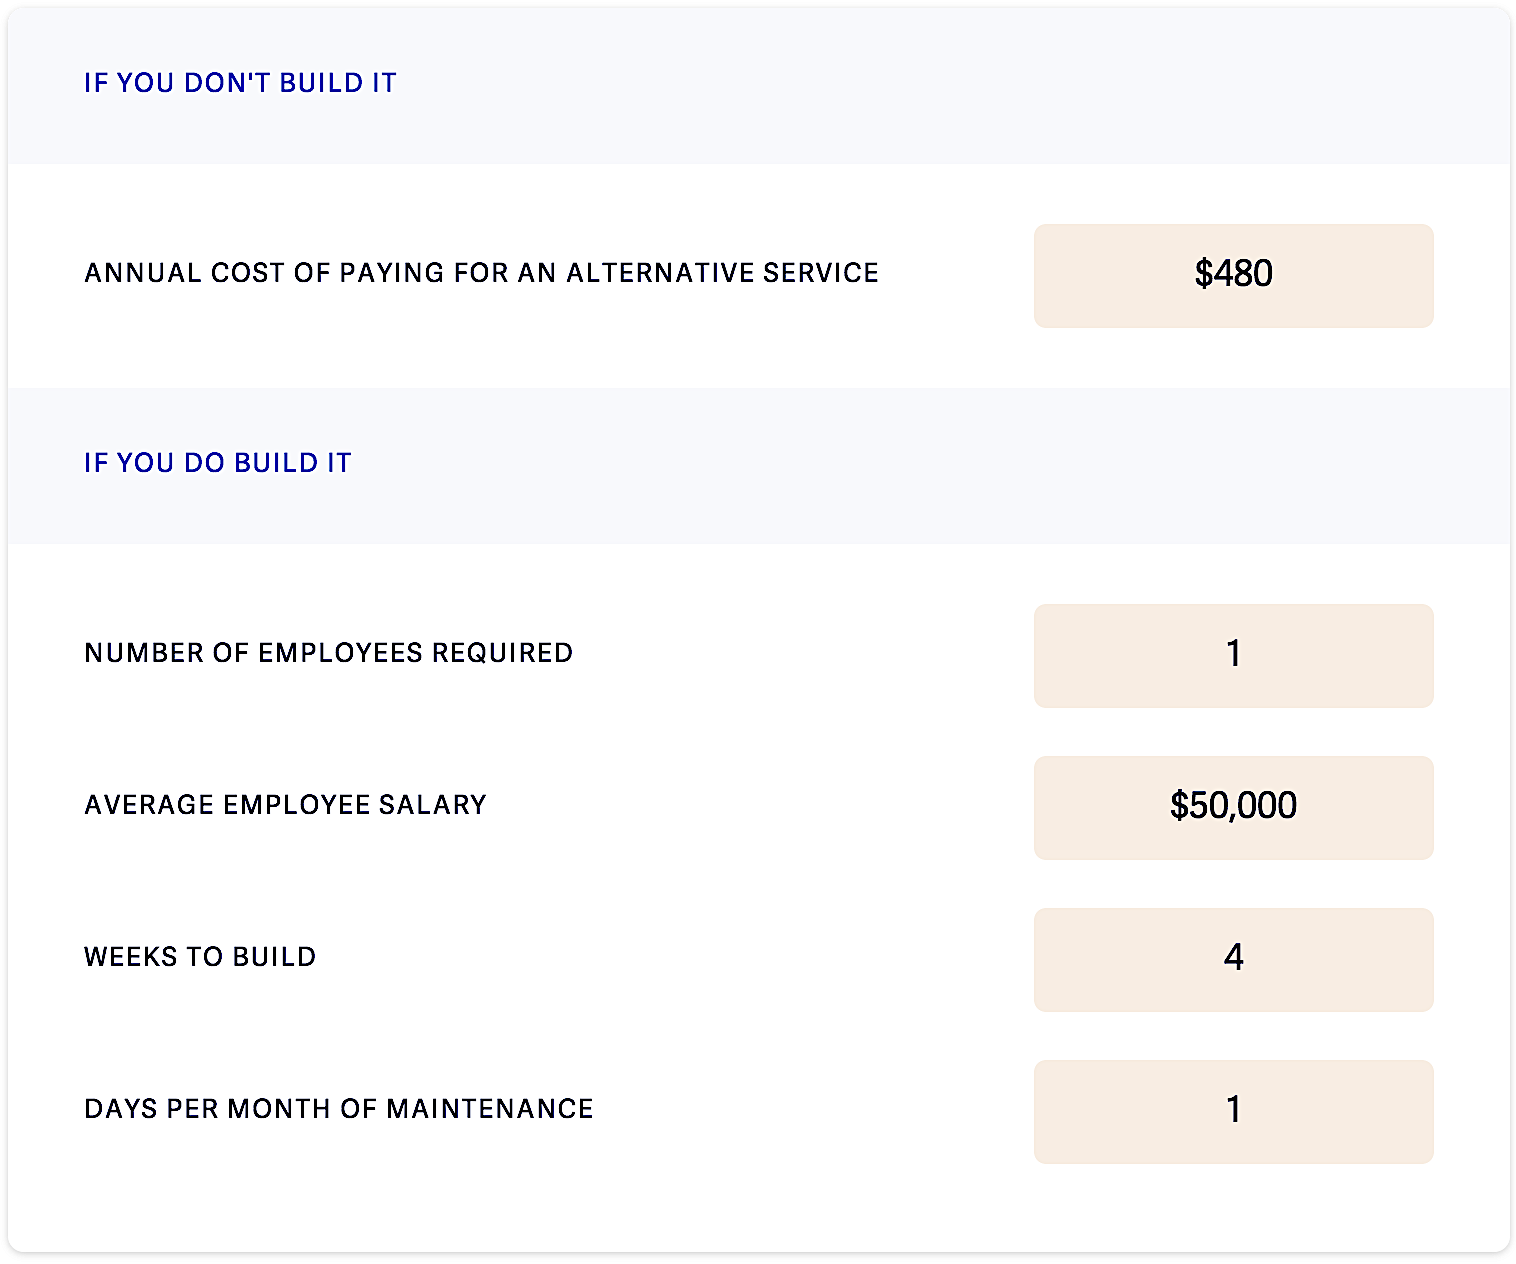 IF YOU DON'T BUILD IT
ANNUAL COST OF PAYING FOR AN ALTERNATIVE SERVICE $480
IF YOU DO BUILD IT
NUMBER OF EMPLOYEES REQUIRED 1
AVERAGE EMPLOYEE SALARY $50,000
WEEKS TO BUILD 4
DAYS PER MONTH OF MAINTENANCE 1